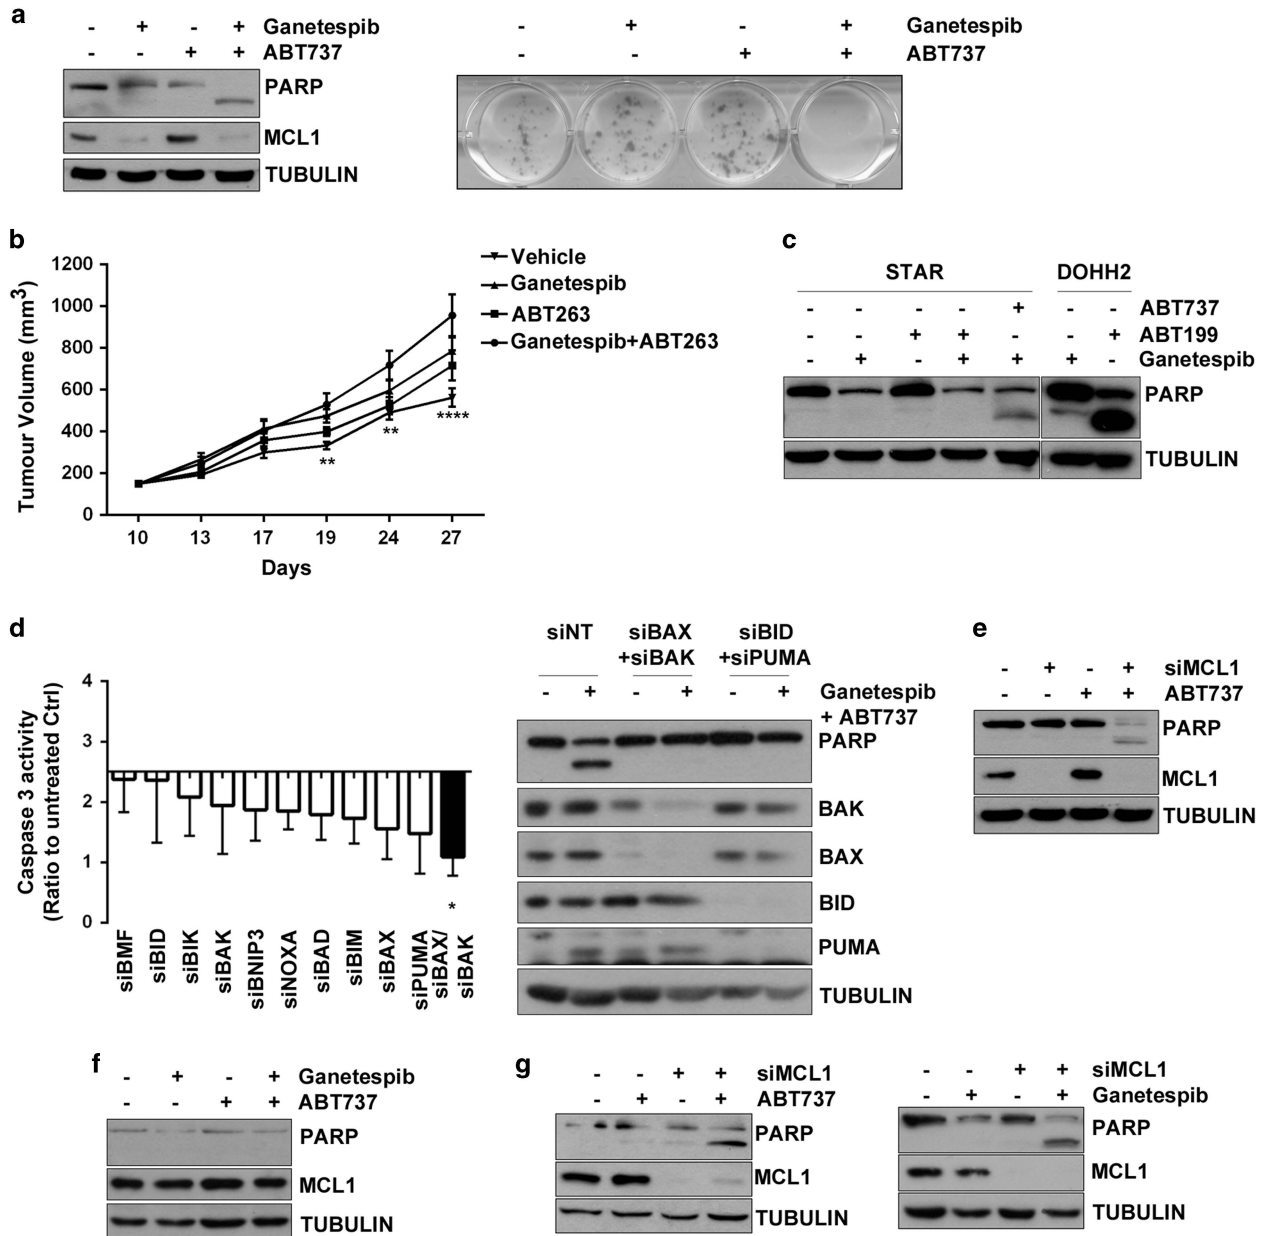 a
- + - + Ganetespib
- - + + ABT737
PARP
MCL1
TUBULIN
- + - + Ganetespib
- - + + ABT737
b
Tumour Volume (mm3)
1200
1000
800
600
400
200
0
10 13 17 19 24 27
Days
** ** ****
Vehicle
Ganetespib
ABT263
Ganetespib+ABT263
c
STAR DOHH2
- - - - + - - ABT737
- - + + - - + ABT199
- + - + + + - Ganetespib
PARP
TUBULIN
d
Caspase 3 activity
(Ratio to untreated Ctrl)
4
3
2
1
0
*
siBMF
siBID
siBIK
siBAK
siBNIP3
siNOXA
siBAD
siBIM
siBAX
siPUMA
siBAX/
siBAK
siNT siBAX siBID
+siBAK +siPUMA
- + - + - + Ganetespib
+ ABT737
PARP
BAK
BAX
BID
PUMA
TUBULIN
e
- + - + siMCL1
- - + + ABT737
PARP
MCL1
TUBULIN
f
- + - + Ganetespib
- - + + ABT737
PARP
MCL1
TUBULIN
g
- - + + siMCL1
- + - + ABT737
PARP
MCL1
TUBULIN
- - + + siMCL1
- + - + Ganetespib
PARP
MCL1
TUBULIN